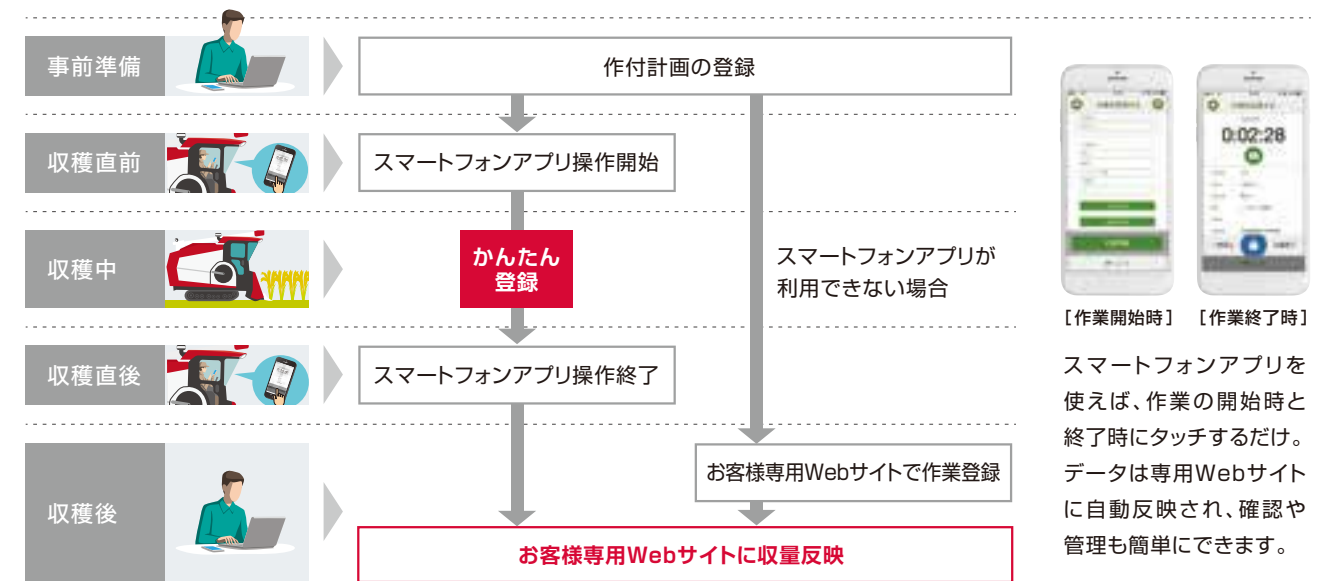 事前準備
作付計画の登録
収穫直前
スマートフォンアプリ操作開始
収穫中
かんたん
登録
スマートフォンアプリが
利用できない場合
収穫直後
スマートフォンアプリ操作終了
収穫後
お客様専用Webサイトで作業登録
お客様専用Webサイトに収量反映
0:02:28
[作業開始時]
[作業終了時]
スマートフォンアプリを
使えば、作業の開始時と
終了時にタッチするだけ。
データは専用Webサイト
に自動反映され、確認や
管理も簡単にできます。